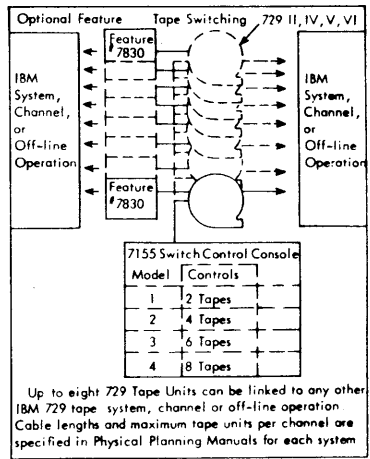 Optional Feature Tape Switching 729 II, IV, V, VI
Feature
#7830
IBM
System,
Channel,
or
Off-line
Operation
Feature
#7830
IBM
System,
Channel,
or
Off-line
Operation
7155 Switch Control Console
Model Controls
1 2 Tapes
2 4 Tapes
3 6 Tapes
4 8 Tapes
Up to eight 729 Tape Units can be linked to any other
IBM 729 tape system, channel or off-line operation
Cable lengths and maximum tape units per channel are
specified in Physical Planning Manuals for each system